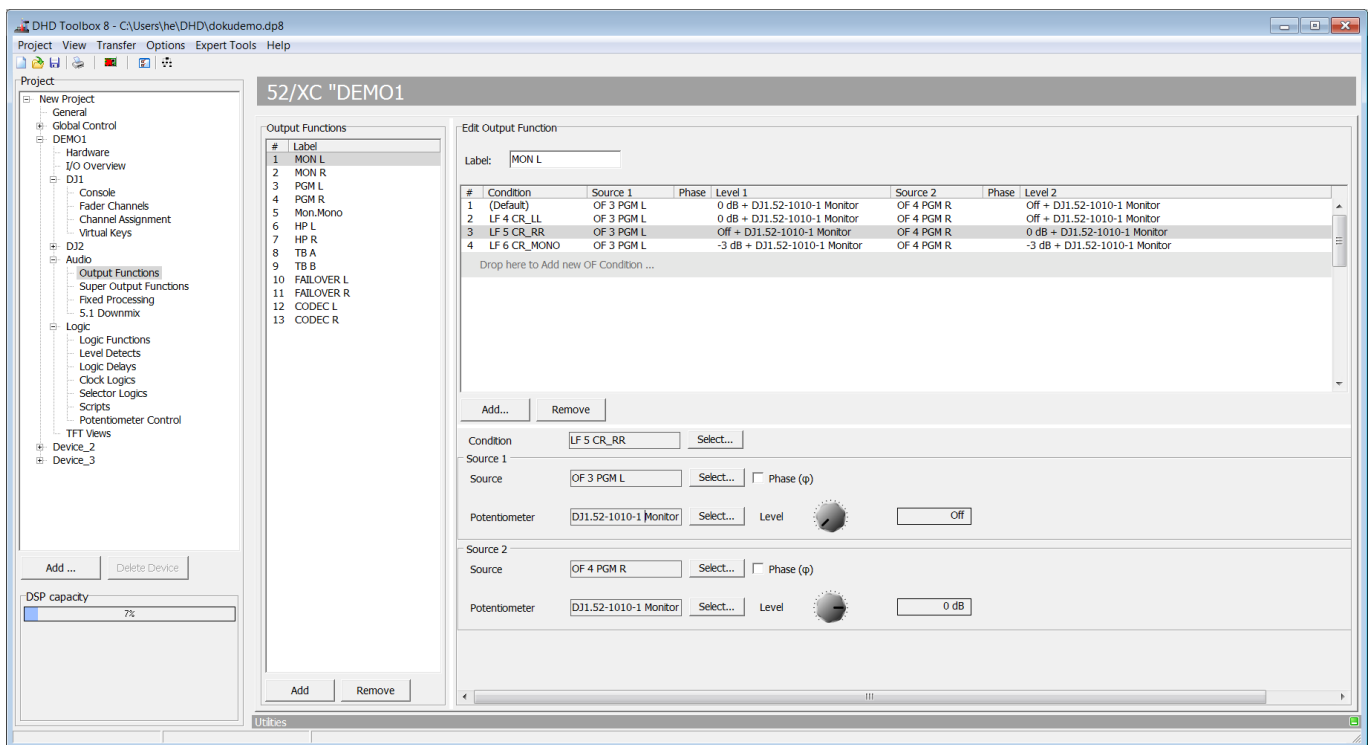 DHD Toolbox 8 - C:\Users\he\DHD\dokudemo.dp8
Project View Transfer Options Expert Tools Help
Project
New Project
General
Global Control
DEMO1
Hardware
I/O Overview
DJ1
Console
Fader Channels
Channel Assignment
Virtual Keys
DJ2
Audio
Output Functions
Super Output Functions
Fixed Processing
5.1 Downmix
Logic
Logic Functions
Level Detects
Logic Delays
Clock Logics
Selector Logics
Scripts
Potentiometer Control
TFT Views
Device_2
Device_3
Add ... Delete Device
DSP capacity
7%
52/XC "DEMO1
Output Functions
# Label
1 MON L
2 MON R
3 PGM L
4 PGM R
5 Mon.Mono
6 HP L
7 HP R
8 TB A
9 TB B
10 FAILOVER L
11 FAILOVER R
12 CODEC L
13 CODEC R
Add Remove
Edit Output Function
Label: MON L
# Condition Source 1 Phase Level 1 Source 2 Phase Level 2
1 (Default) OF 3 PGM L 0 dB + DJ1.52-1010-1 Monitor OF 4 PGM R Off + DJ1.52-1010-1 Monitor
2 LF 4 CR_LL OF 3 PGM L 0 dB + DJ1.52-1010-1 Monitor OF 4 PGM R Off + DJ1.52-1010-1 Monitor
3 LF 5 CR_RR OF 3 PGM L Off + DJ1.52-1010-1 Monitor OF 4 PGM R 0 dB + DJ1.52-1010-1 Monitor
4 LF 6 CR_MONO OF 3 PGM L -3 dB + DJ1.52-1010-1 Monitor OF 4 PGM R -3 dB + DJ1.52-1010-1 Monitor
Drop here to Add new OF Condition ...
Add... Remove
Condition LF 5 CR_RR Select...
Source 1
Source OF 3 PGM L Select... Phase (φ)
Potentiometer DJ1.52-1010-1 Monitor Select... Level Off
Source 2
Source OF 4 PGM R Select... Phase (φ)
Potentiometer DJ1.52-1010-1 Monitor Select... Level 0 dB
Utilities